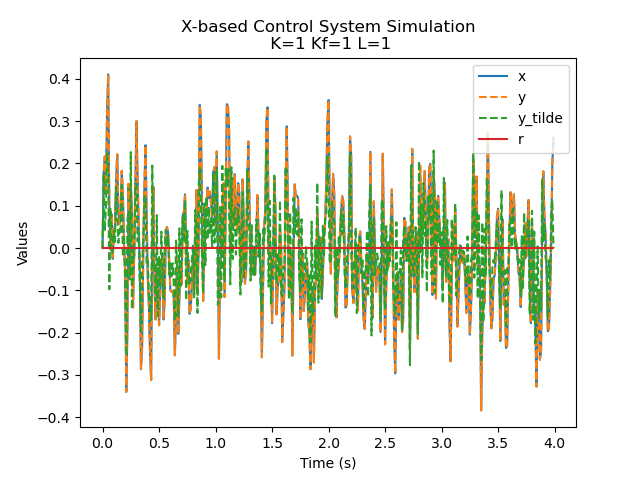 X-based Control System Simulation
K=1 Kf=1 L=1
x
y
y_tilde
r
Values
0.4
0.3
0.2
0.1
0.0
−0.1
−0.2
−0.3
−0.4
0.0 0.5 1.0 1.5 2.0 2.5 3.0 3.5 4.0
Time (s)